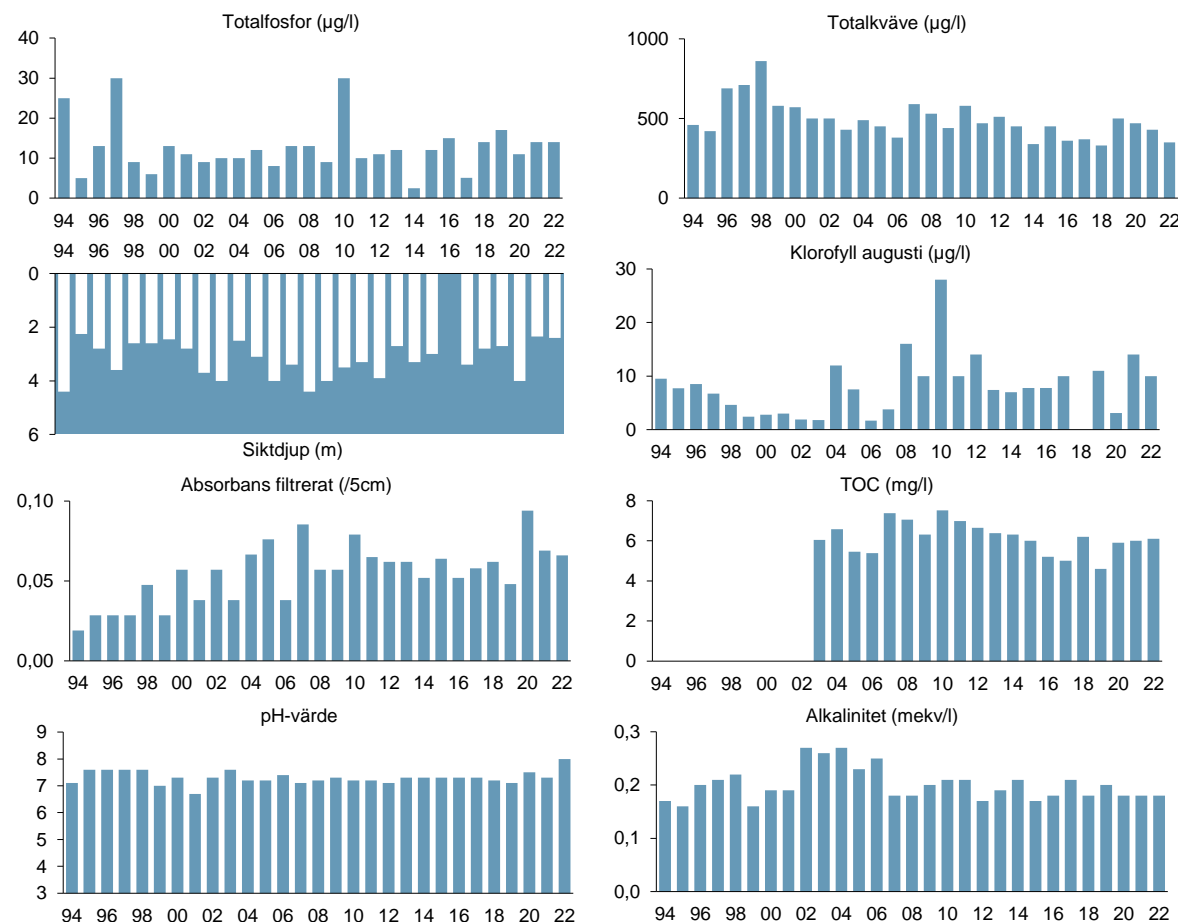 Totalfosfor (µg/l)
40
30
20
10
0
94 96 98 00 02 04 06 08 10 12 14 16 18 20 22
Totalkväve (µg/l)
1000
500
0
94 96 98 00 02 04 06 08 10 12 14 16 18 20 22
94 96 98 00 02 04 06 08 10 12 14 16 18 20 22
0
2
4
6
Siktdjup (m)
Klorofyll augusti (µg/l)
30
20
10
0
94 96 98 00 02 04 06 08 10 12 14 16 18 20 22
Absorbans filtrerat (/5cm)
0,10
0,05
0,00
94 96 98 00 02 04 06 08 10 12 14 16 18 20 22
TOC (mg/l)
8
6
4
2
0
94 96 98 00 02 04 06 08 10 12 14 16 18 20 22
pH-värde
9
8
7
6
5
4
3
94 96 98 00 02 04 06 08 10 12 14 16 18 20 22
Alkalinitet (mekv/l)
0,3
0,2
0,1
0,0
94 96 98 00 02 04 06 08 10 12 14 16 18 20 22